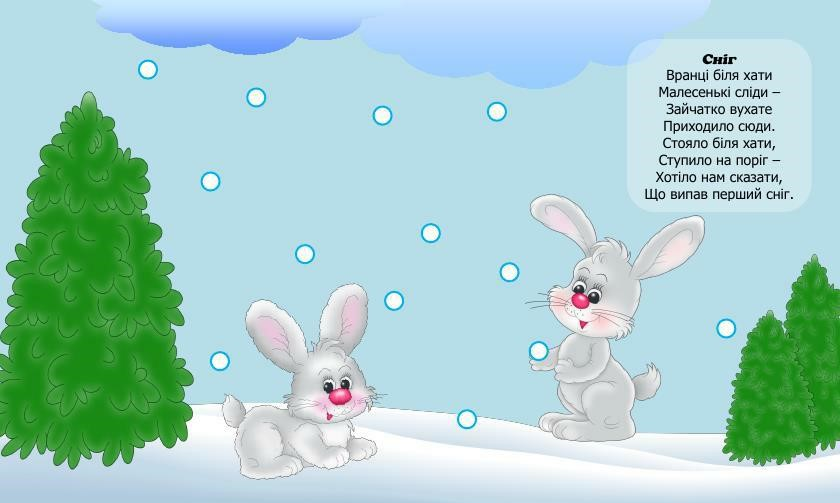 Сніг
Вранці біля хати
Малесенькі сліди –
Зайчатко вухате
Приходило сюди.
Стояло біля хати,
Ступило на поріг –
Хотіло нам сказати,
Що випав перший сніг.